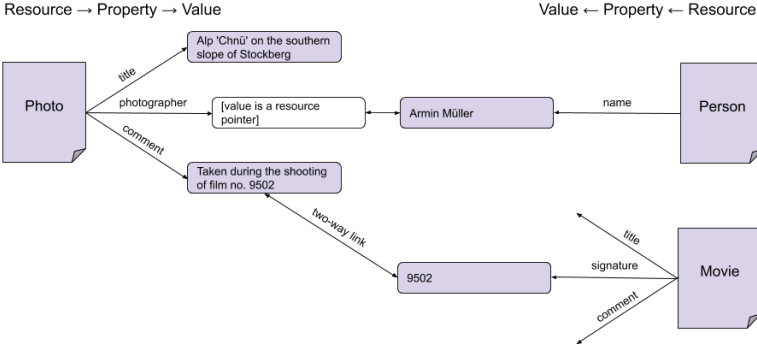 Resource → Property → Value
Value ← Property ← Resource
Alp 'Chnü' on the southern
slope of Stockberg
title
Photo
photographer
[value is a resource
pointer]
Armin Müller
name
Person
comment
Taken during the shooting
of film no. 9502
two-way link
title
signature
9502
Movie
comment